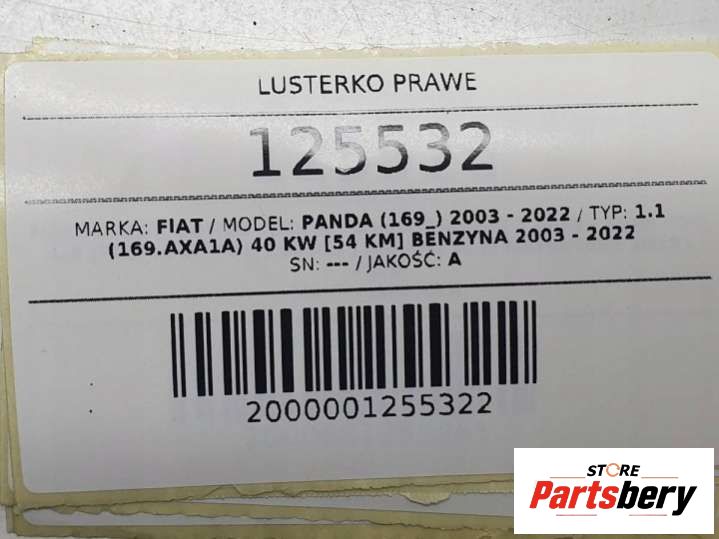 LUSTERKO PRAWE
125532
MARKA: FIAT / MODEL: PANDA (169_) 2003 - 2022 / TYP: 1.1
(169.AXA1A) 40 KW [54 KM] BENZYNA 2003 - 2022
SN: --- / JAKOŚĆ: A
2000001255322
STORE
Partsbery